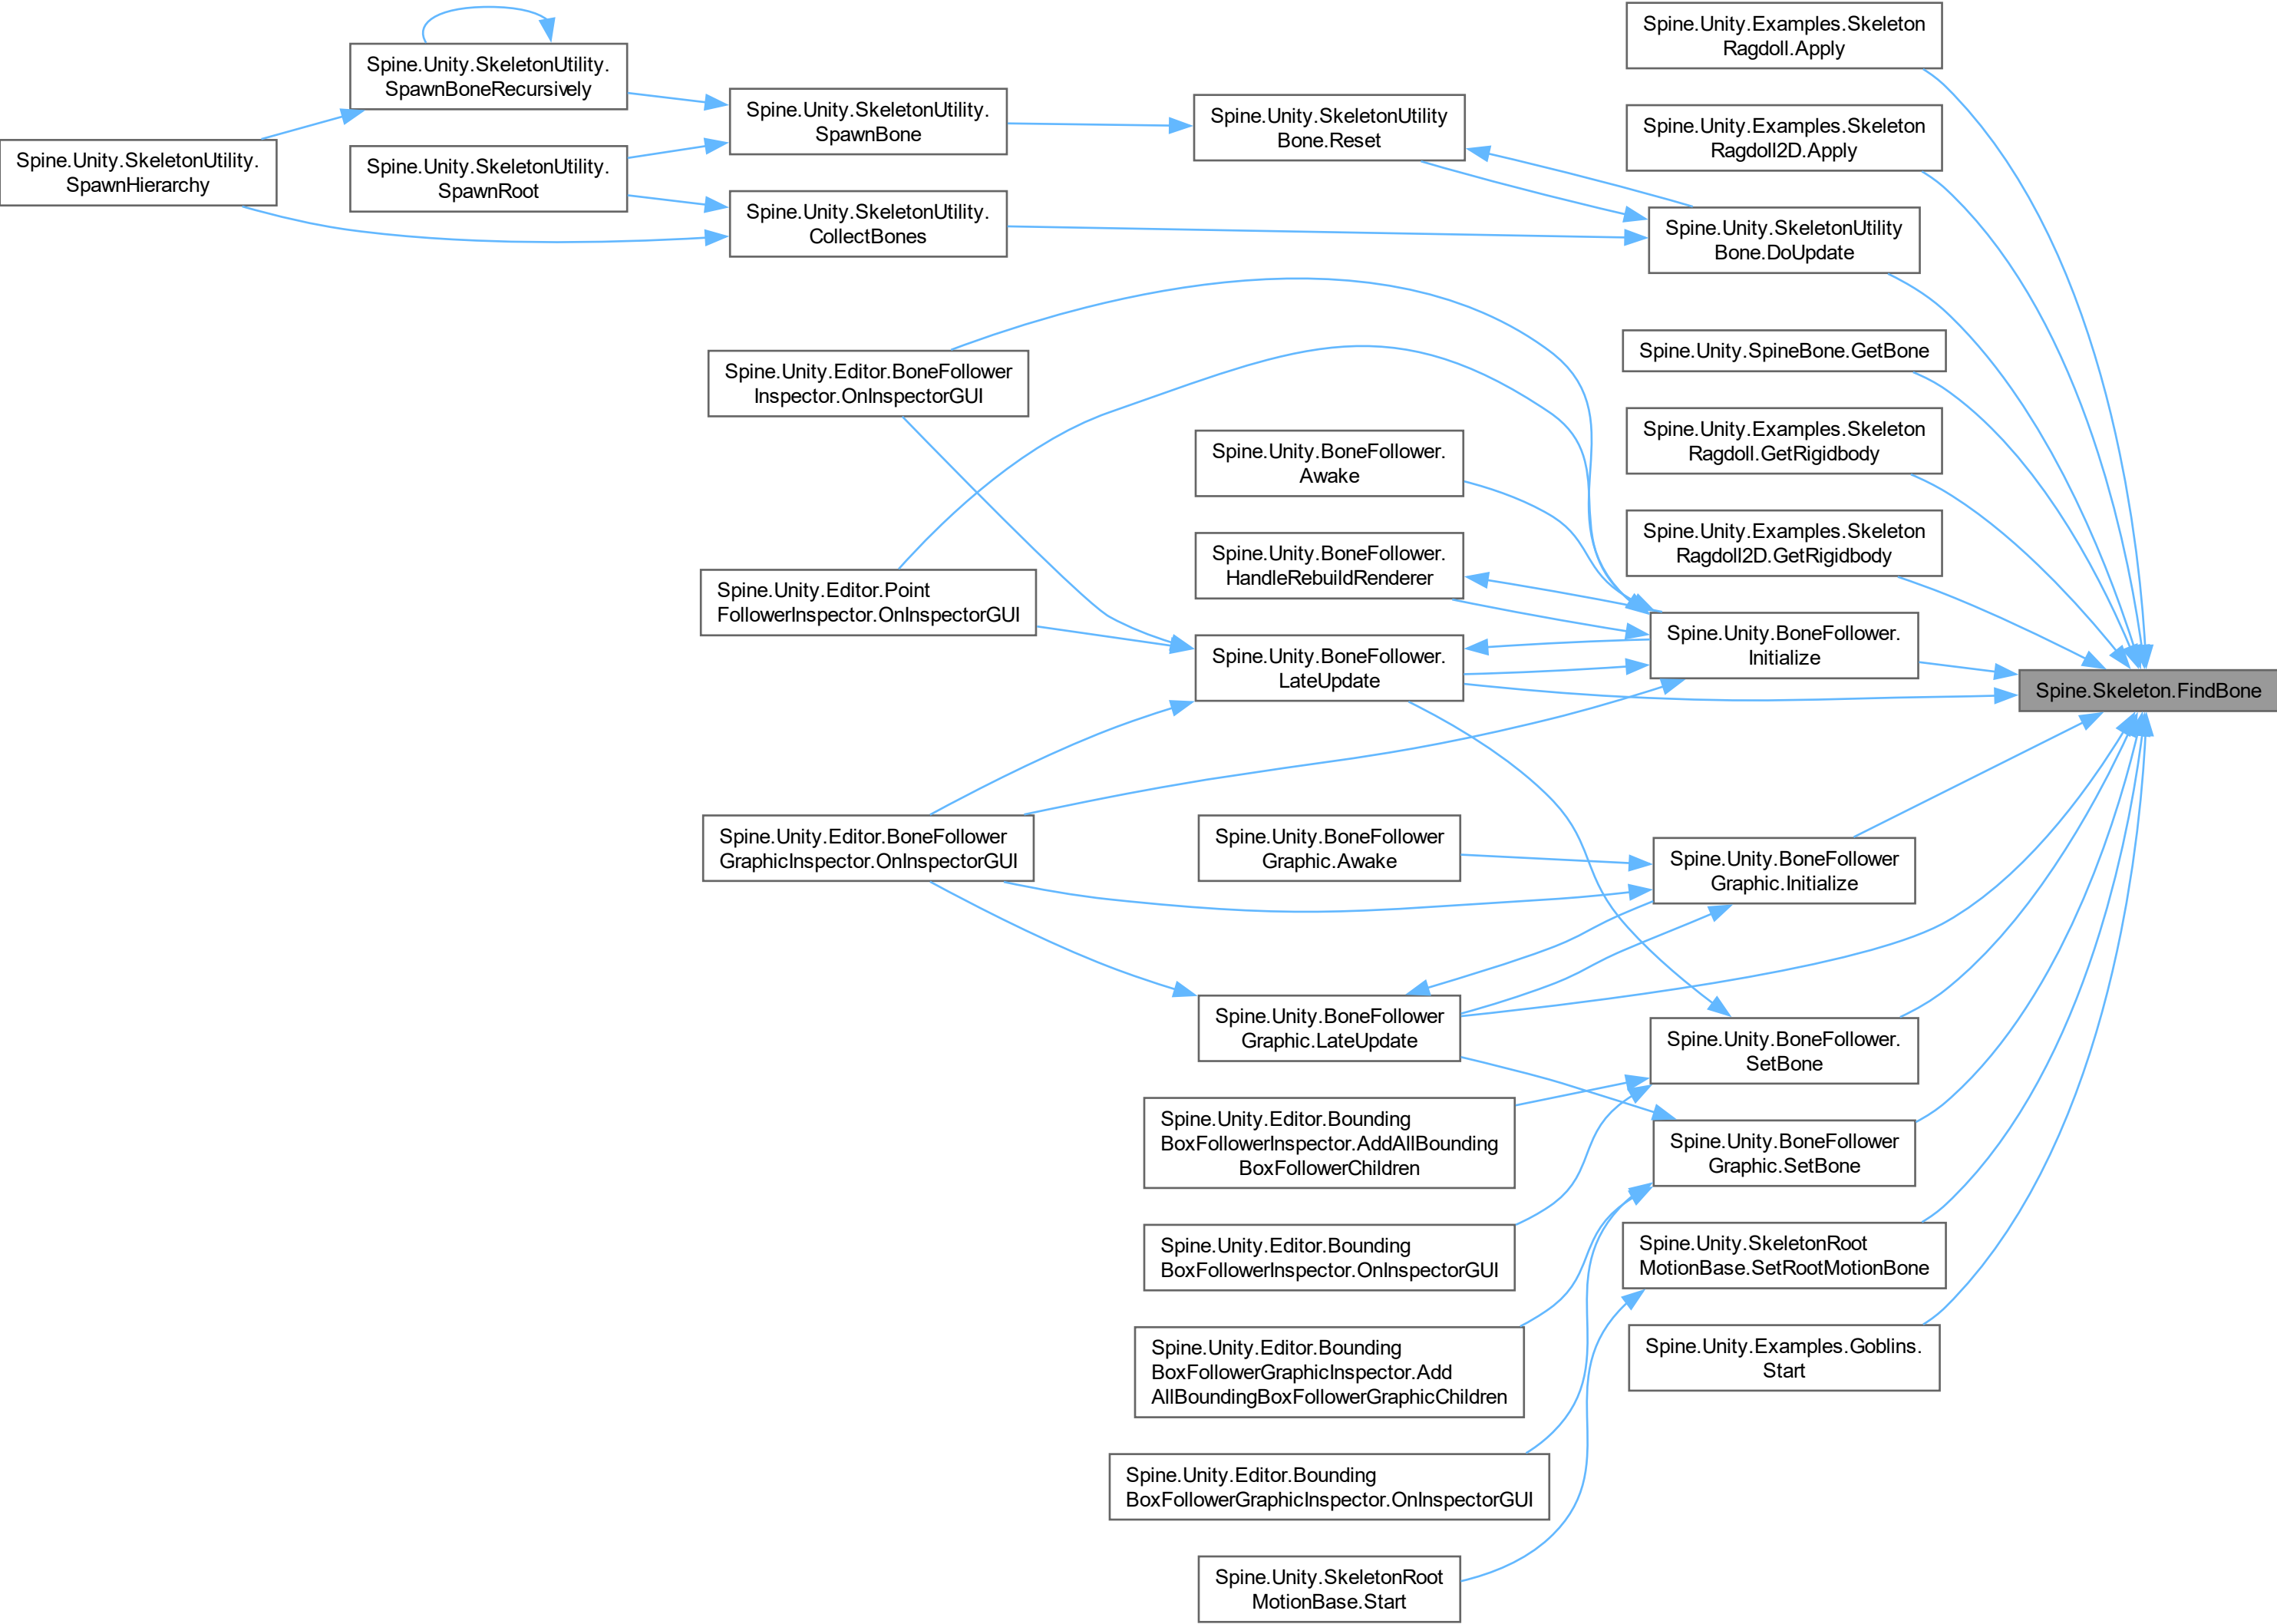 Spine.Unity.Examples.Skeleton
Ragdoll.Apply
Spine.Unity.SkeletonUtility.
SpawnBoneRecursively
Spine.Unity.SkeletonUtility.
SpawnBone
Spine.Unity.SkeletonUtility
Bone.Reset
Spine.Unity.Examples.Skeleton
Ragdoll2D.Apply
Spine.Unity.SkeletonUtility.
SpawnHierarchy
Spine.Unity.SkeletonUtility.
SpawnRoot
Spine.Unity.SkeletonUtility.
CollectBones
Spine.Unity.SkeletonUtility
Bone.DoUpdate
Spine.Unity.SpineBone.GetBone
Spine.Unity.Editor.BoneFollower
Inspector.OnInspectorGUI
Spine.Unity.Examples.Skeleton
Ragdoll.GetRigidbody
Spine.Unity.BoneFollower.
Awake
Spine.Unity.Examples.Skeleton
Ragdoll2D.GetRigidbody
Spine.Unity.BoneFollower.
HandleRebuildRenderer
Spine.Unity.Editor.Point
FollowerInspector.OnInspectorGUI
Spine.Unity.BoneFollower.
Initialize
Spine.Unity.BoneFollower.
LateUpdate
Spine.Skeleton.FindBone
Spine.Unity.Editor.BoneFollower
GraphicInspector.OnInspectorGUI
Spine.Unity.BoneFollower
Graphic.Awake
Spine.Unity.BoneFollower
Graphic.Initialize
Spine.Unity.BoneFollower
Graphic.LateUpdate
Spine.Unity.BoneFollower.
SetBone
Spine.Unity.Editor.Bounding
BoxFollowerInspector.AddAllBounding
BoxFollowerChildren
Spine.Unity.BoneFollower
Graphic.SetBone
Spine.Unity.Editor.Bounding
BoxFollowerInspector.OnInspectorGUI
Spine.Unity.SkeletonRoot
MotionBase.SetRootMotionBone
Spine.Unity.Editor.Bounding
BoxFollowerGraphicInspector.Add
AllBoundingBoxFollowerGraphicChildren
Spine.Unity.Examples.Goblins.
Start
Spine.Unity.Editor.Bounding
BoxFollowerGraphicInspector.OnInspectorGUI
Spine.Unity.SkeletonRoot
MotionBase.Start